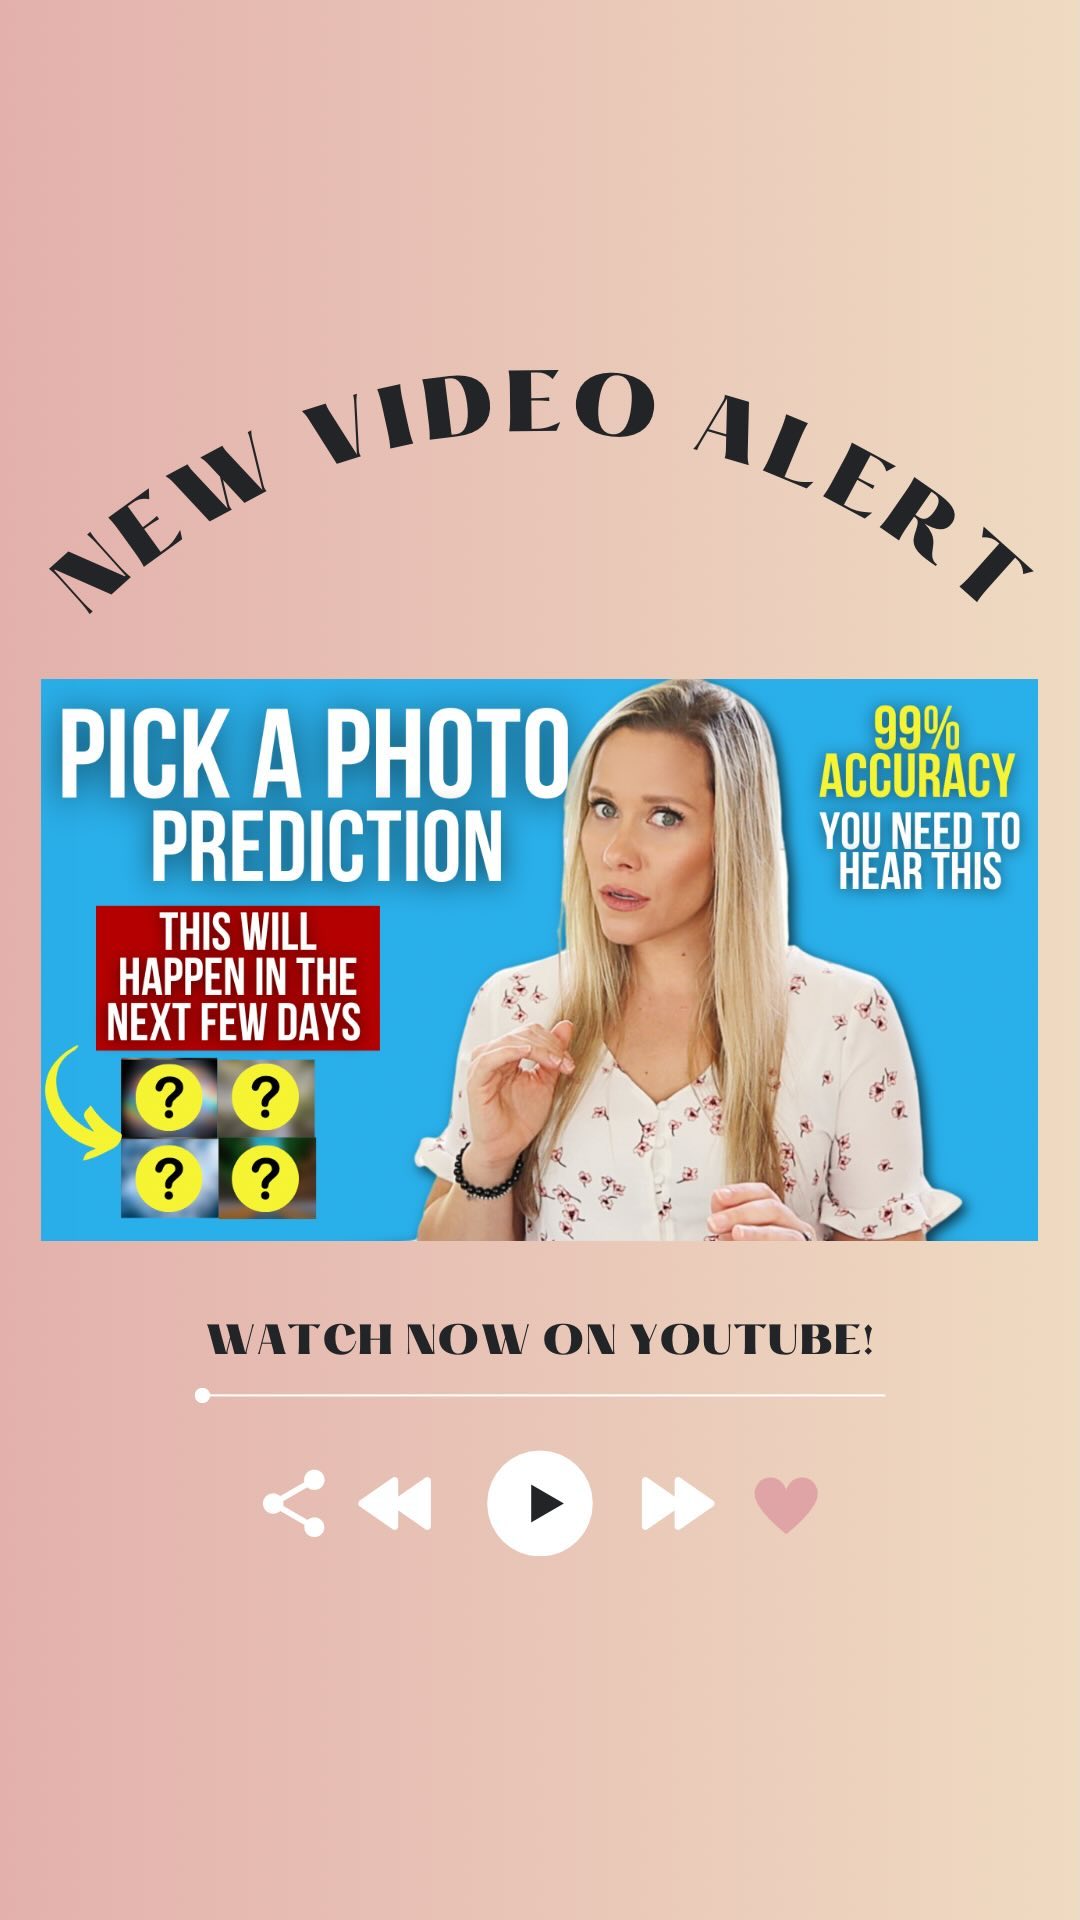 NEW VIDEO ALERT
PICK A PHOTO
PREDICTION
99%
ACCURACY
YOU NEED TO
HEAR THIS
THIS WILL
HAPPEN IN THE
NEXT FEW DAYS
? ?
? ?
WATCH NOW ON YOUTUBE!